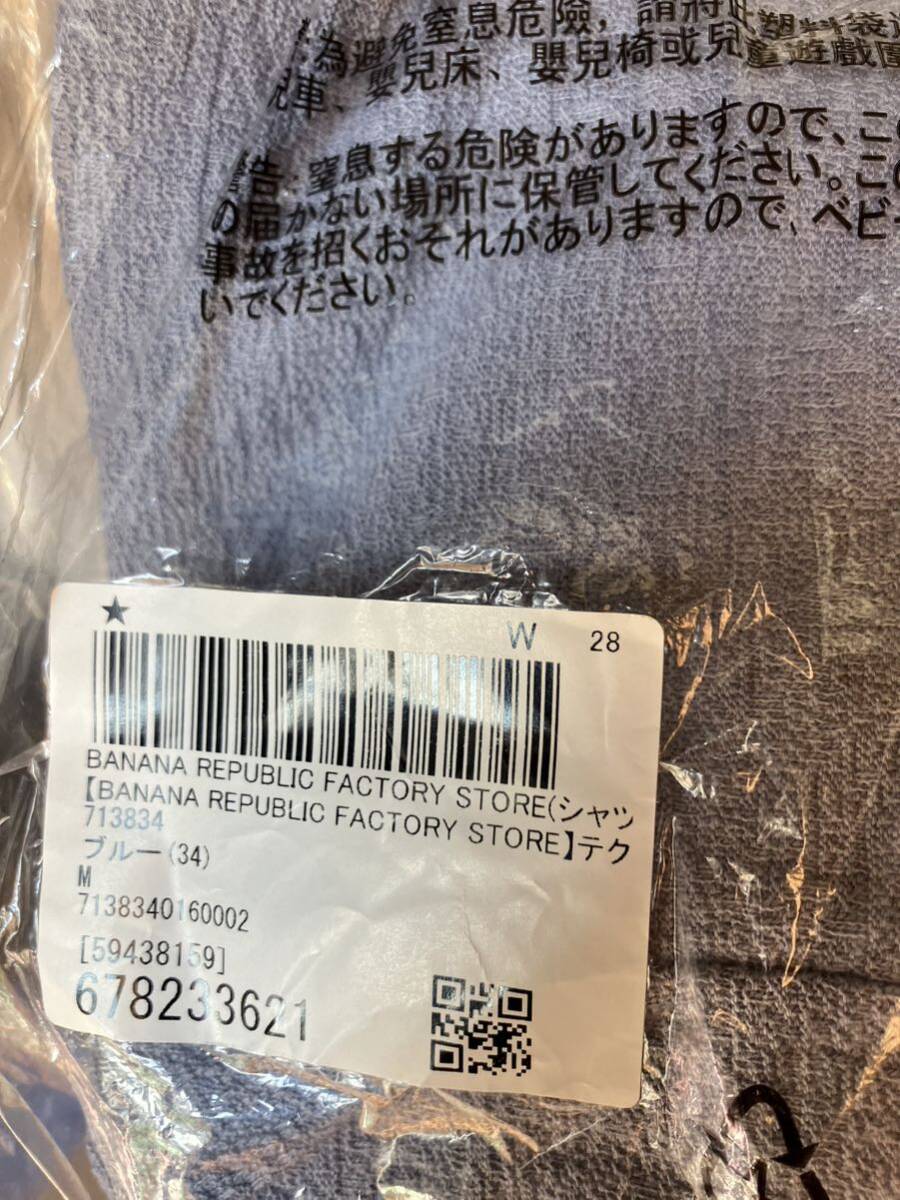 為避免窒息危險，請將此塑料袋
兒車、嬰兒床、嬰兒椅或兒童遊戲圍
警告：窒息する危険がありますので、この
の届かない場所に保管してください。この
事故を招くおそれがありますので、ベビー
いでください。
★
W 28
BANANA REPUBLIC FACTORY STORE(シャツ
【BANANA REPUBLIC FACTORY STORE】テク
713834
ブルー(34)
M
7138340160002
[59438159]
678233621